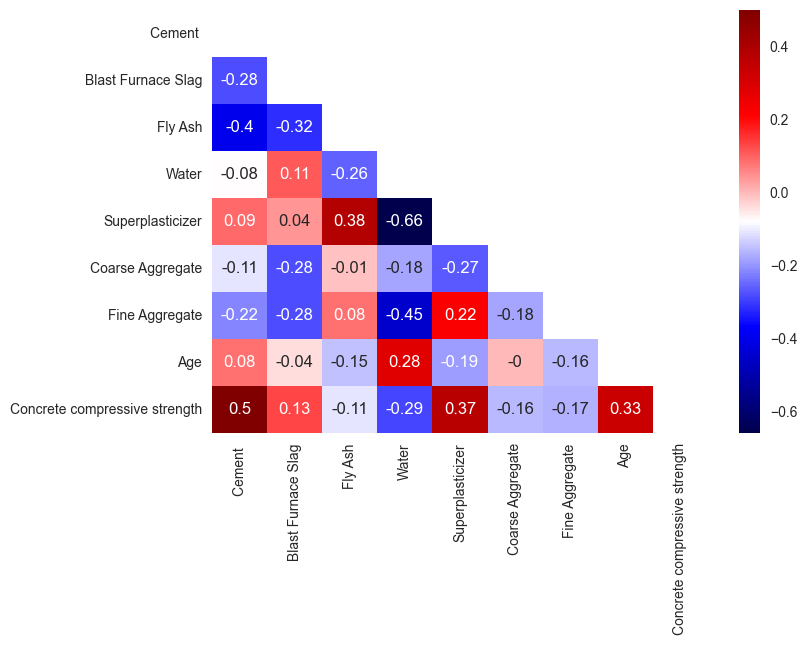 Cement
Blast Furnace Slag -0.28
Fly Ash -0.4 -0.32
Water -0.08 0.11 -0.26
Superplasticizer 0.09 0.04 0.38 -0.66
Coarse Aggregate -0.11 -0.28 -0.01 -0.18 -0.27
Fine Aggregate -0.22 -0.28 0.08 -0.45 0.22 -0.18
Age 0.08 -0.04 -0.15 0.28 -0.19 -0 -0.16
Concrete compressive strength 0.5 0.13 -0.11 -0.29 0.37 -0.16 -0.17 0.33
Cement
Blast Furnace Slag
Fly Ash
Water
Superplasticizer
Coarse Aggregate
Fine Aggregate
Age
Concrete compressive strength
0.4
0.2
0.0
−0.2
−0.4
−0.6